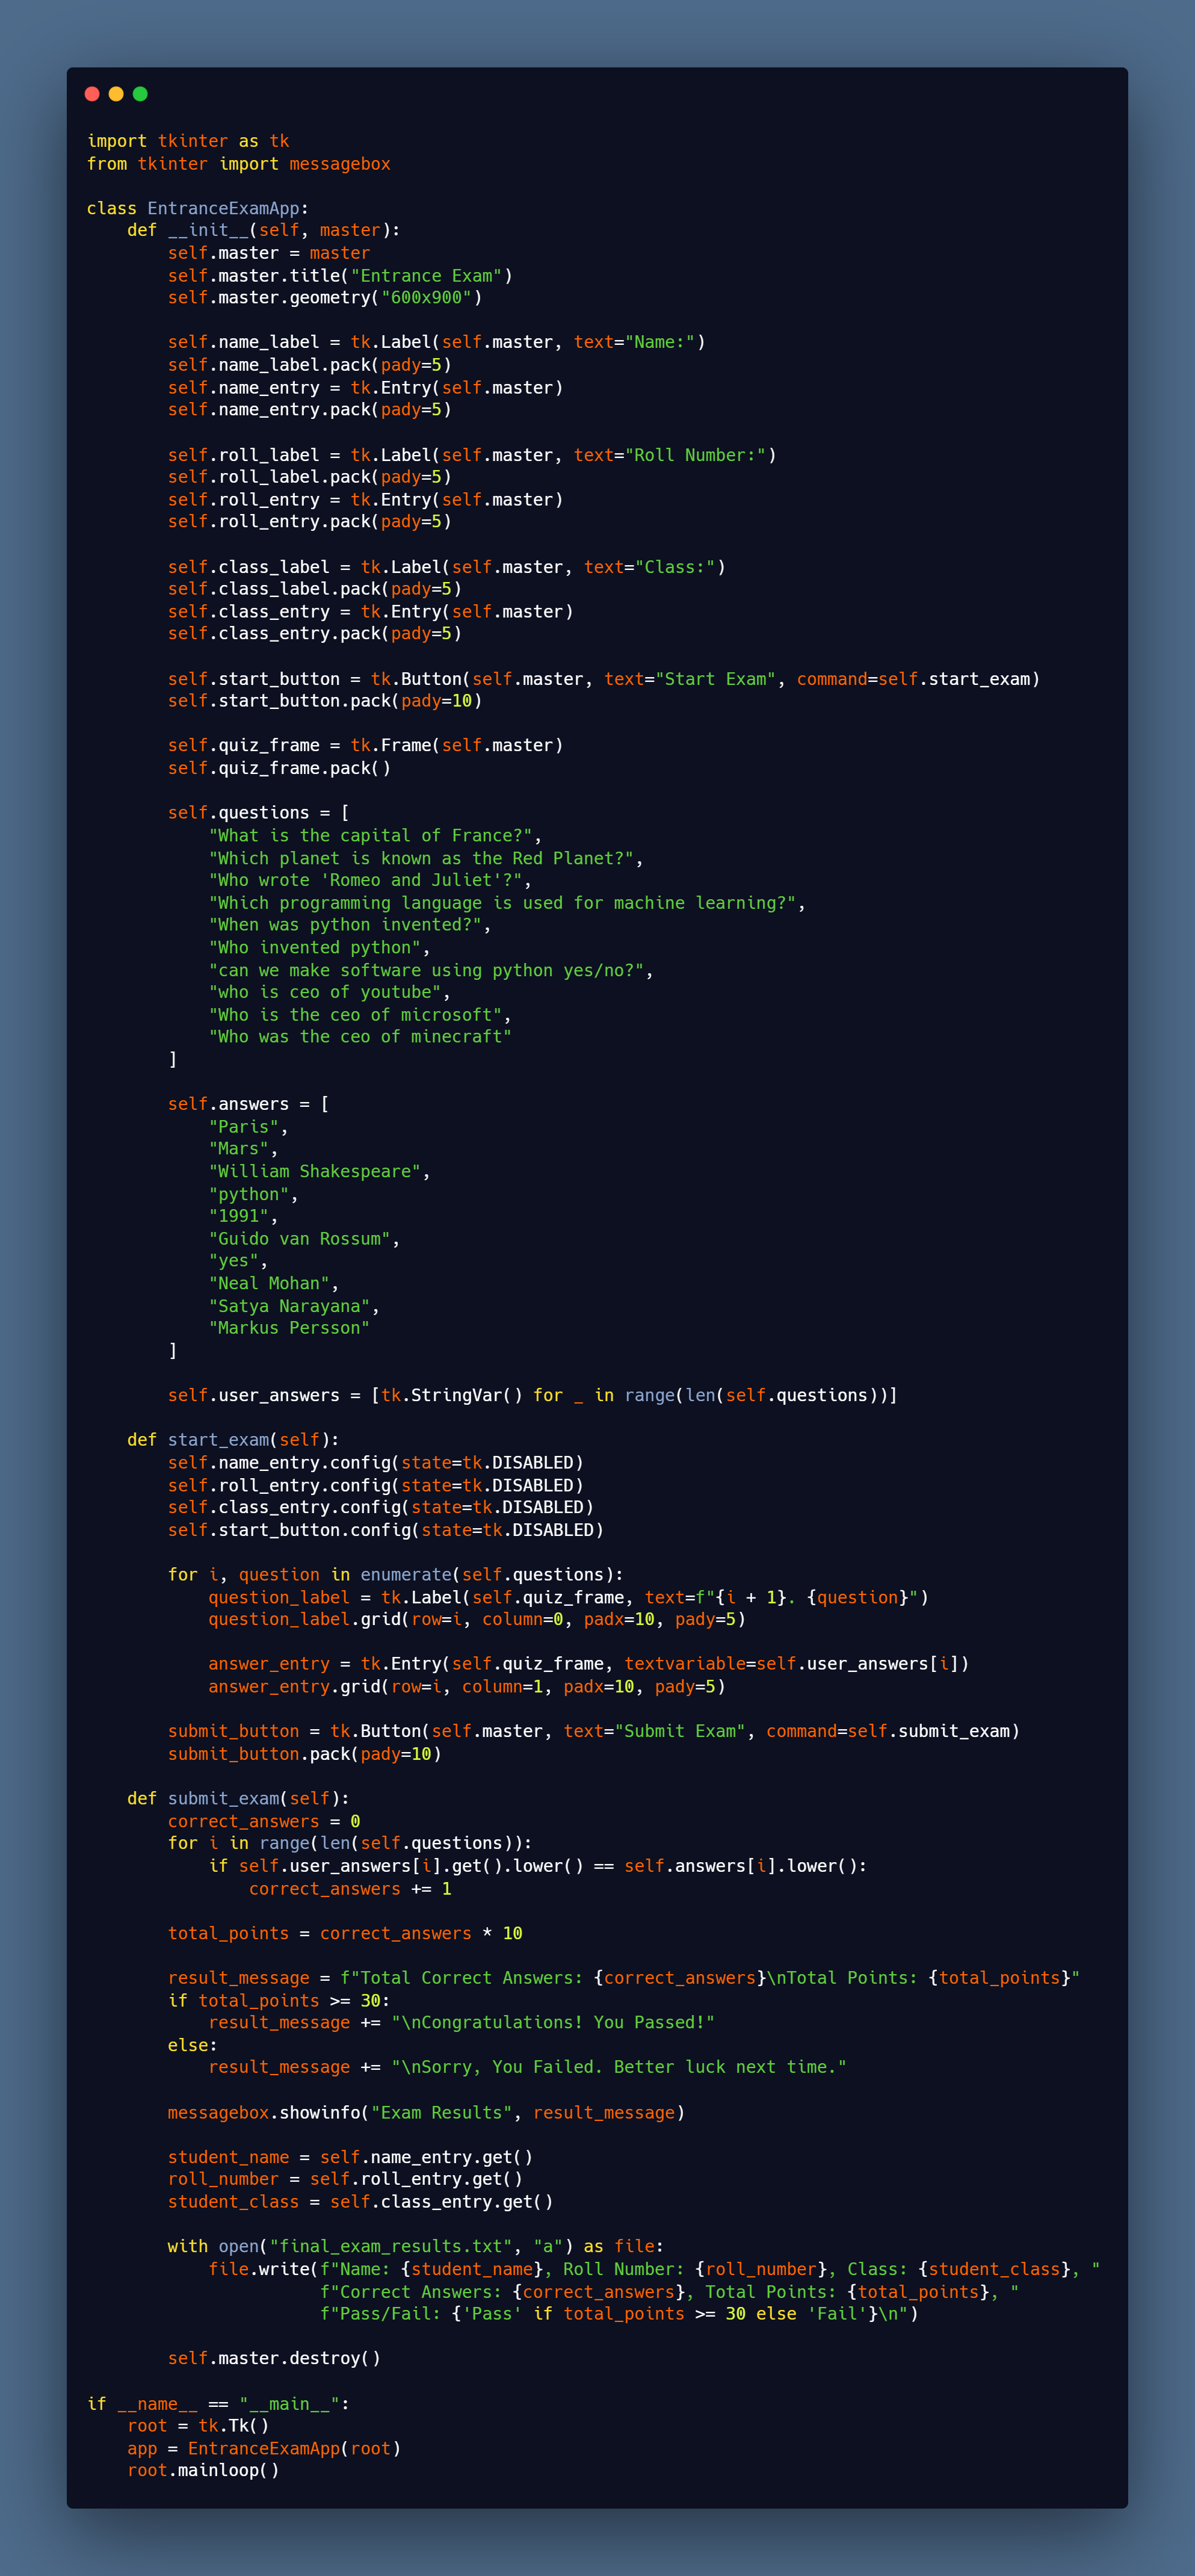 import tkinter as tk
from tkinter import messagebox

class EntranceExamApp:
    def __init__(self, master):
        self.master = master
        self.master.title("Entrance Exam")
        self.master.geometry("600x900")

        self.name_label = tk.Label(self.master, text="Name:")
        self.name_label.pack(pady=5)
        self.name_entry = tk.Entry(self.master)
        self.name_entry.pack(pady=5)

        self.roll_label = tk.Label(self.master, text="Roll Number:")
        self.roll_label.pack(pady=5)
        self.roll_entry = tk.Entry(self.master)
        self.roll_entry.pack(pady=5)

        self.class_label = tk.Label(self.master, text="Class:")
        self.class_label.pack(pady=5)
        self.class_entry = tk.Entry(self.master)
        self.class_entry.pack(pady=5)

        self.start_button = tk.Button(self.master, text="Start Exam", command=self.start_exam)
        self.start_button.pack(pady=10)

        self.quiz_frame = tk.Frame(self.master)
        self.quiz_frame.pack()

        self.questions = [
            "What is the capital of France?",
            "Which planet is known as the Red Planet?",
            "Who wrote 'Romeo and Juliet'?",
            "Which programming language is used for machine learning?",
            "When was python invented?",
            "Who invented python",
            "can we make software using python yes/no?",
            "who is ceo of youtube",
            "Who is the ceo of microsoft",
            "Who was the ceo of minecraft"
        ]

        self.answers = [
            "Paris",
            "Mars",
            "William Shakespeare",
            "python",
            "1991",
            "Guido van Rossum",
            "yes",
            "Neal Mohan",
            "Satya Narayana",
            "Markus Persson"
        ]

        self.user_answers = [tk.StringVar() for _ in range(len(self.questions))]

    def start_exam(self):
        self.name_entry.config(state=tk.DISABLED)
        self.roll_entry.config(state=tk.DISABLED)
        self.class_entry.config(state=tk.DISABLED)
        self.start_button.config(state=tk.DISABLED)

        for i, question in enumerate(self.questions):
            question_label = tk.Label(self.quiz_frame, text=f"{i + 1}. {question}")
            question_label.grid(row=i, column=0, padx=10, pady=5)

            answer_entry = tk.Entry(self.quiz_frame, textvariable=self.user_answers[i])
            answer_entry.grid(row=i, column=1, padx=10, pady=5)

        submit_button = tk.Button(self.master, text="Submit Exam", command=self.submit_exam)
        submit_button.pack(pady=10)

    def submit_exam(self):
        correct_answers = 0
        for i in range(len(self.questions)):
            if self.user_answers[i].get().lower() == self.answers[i].lower():
                correct_answers += 1

        total_points = correct_answers * 10

        result_message = f"Total Correct Answers: {correct_answers}\nTotal Points: {total_points}"
        if total_points >= 30:
            result_message += "\nCongratulations! You Passed!"
        else:
            result_message += "\nSorry, You Failed. Better luck next time."

        messagebox.showinfo("Exam Results", result_message)

        student_name = self.name_entry.get()
        roll_number = self.roll_entry.get()
        student_class = self.class_entry.get()

        with open("final_exam_results.txt", "a") as file:
            file.write(f"Name: {student_name}, Roll Number: {roll_number}, Class: {student_class}, "
                       f"Correct Answers: {correct_answers}, Total Points: {total_points}, "
                       f"Pass/Fail: {'Pass' if total_points >= 30 else 'Fail'}\n")

        self.master.destroy()

if __name__ == "__main__":
    root = tk.Tk()
    app = EntranceExamApp(root)
    root.mainloop()